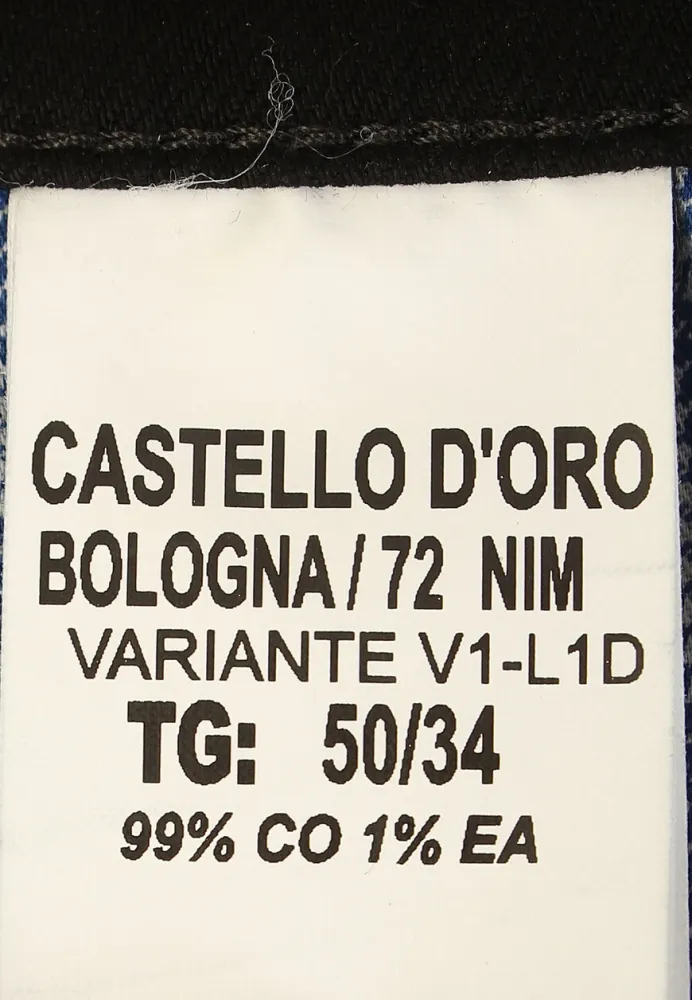 CASTELLO D'ORO
BOLOGNA/72 NIM
VARIANTE V1-L1D
TG: 50/34
99% CO 1% EA